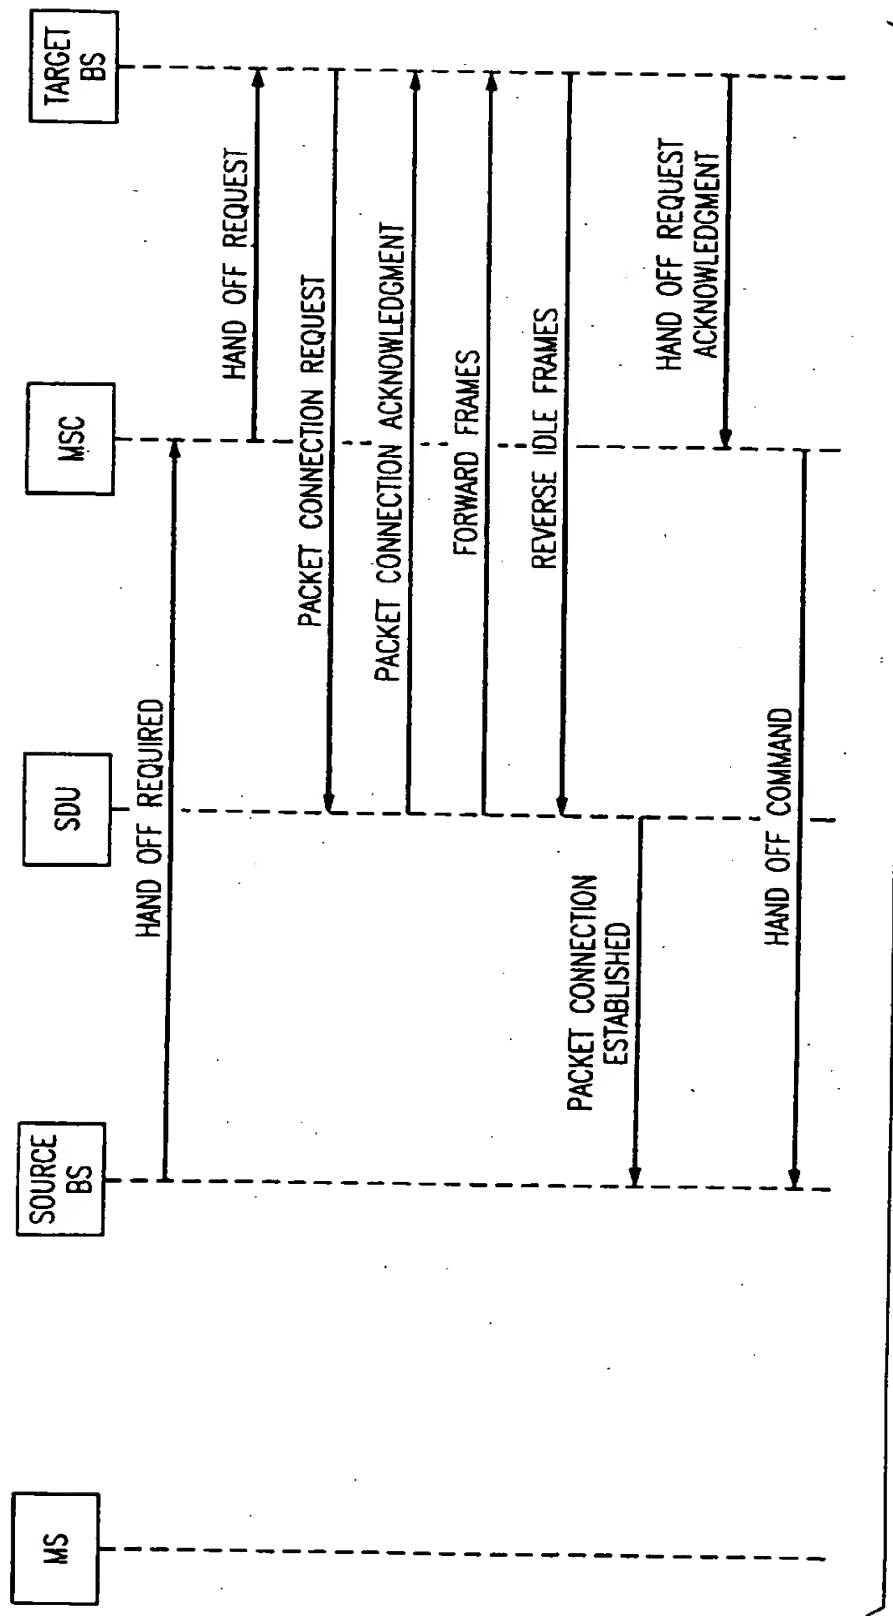 MS
SOURCE
BS
SDU
MSC
TARGET
BS
HAND OFF REQUIRED
HAND OFF REQUEST
PACKET CONNECTION REQUEST
PACKET CONNECTION ACKNOWLEDGMENT
FORWARD FRAMES
REVERSE IDLE FRAMES
PACKET CONNECTION
ESTABLISHED
HAND OFF REQUEST
ACKNOWLEDGMENT
HAND OFF COMMAND